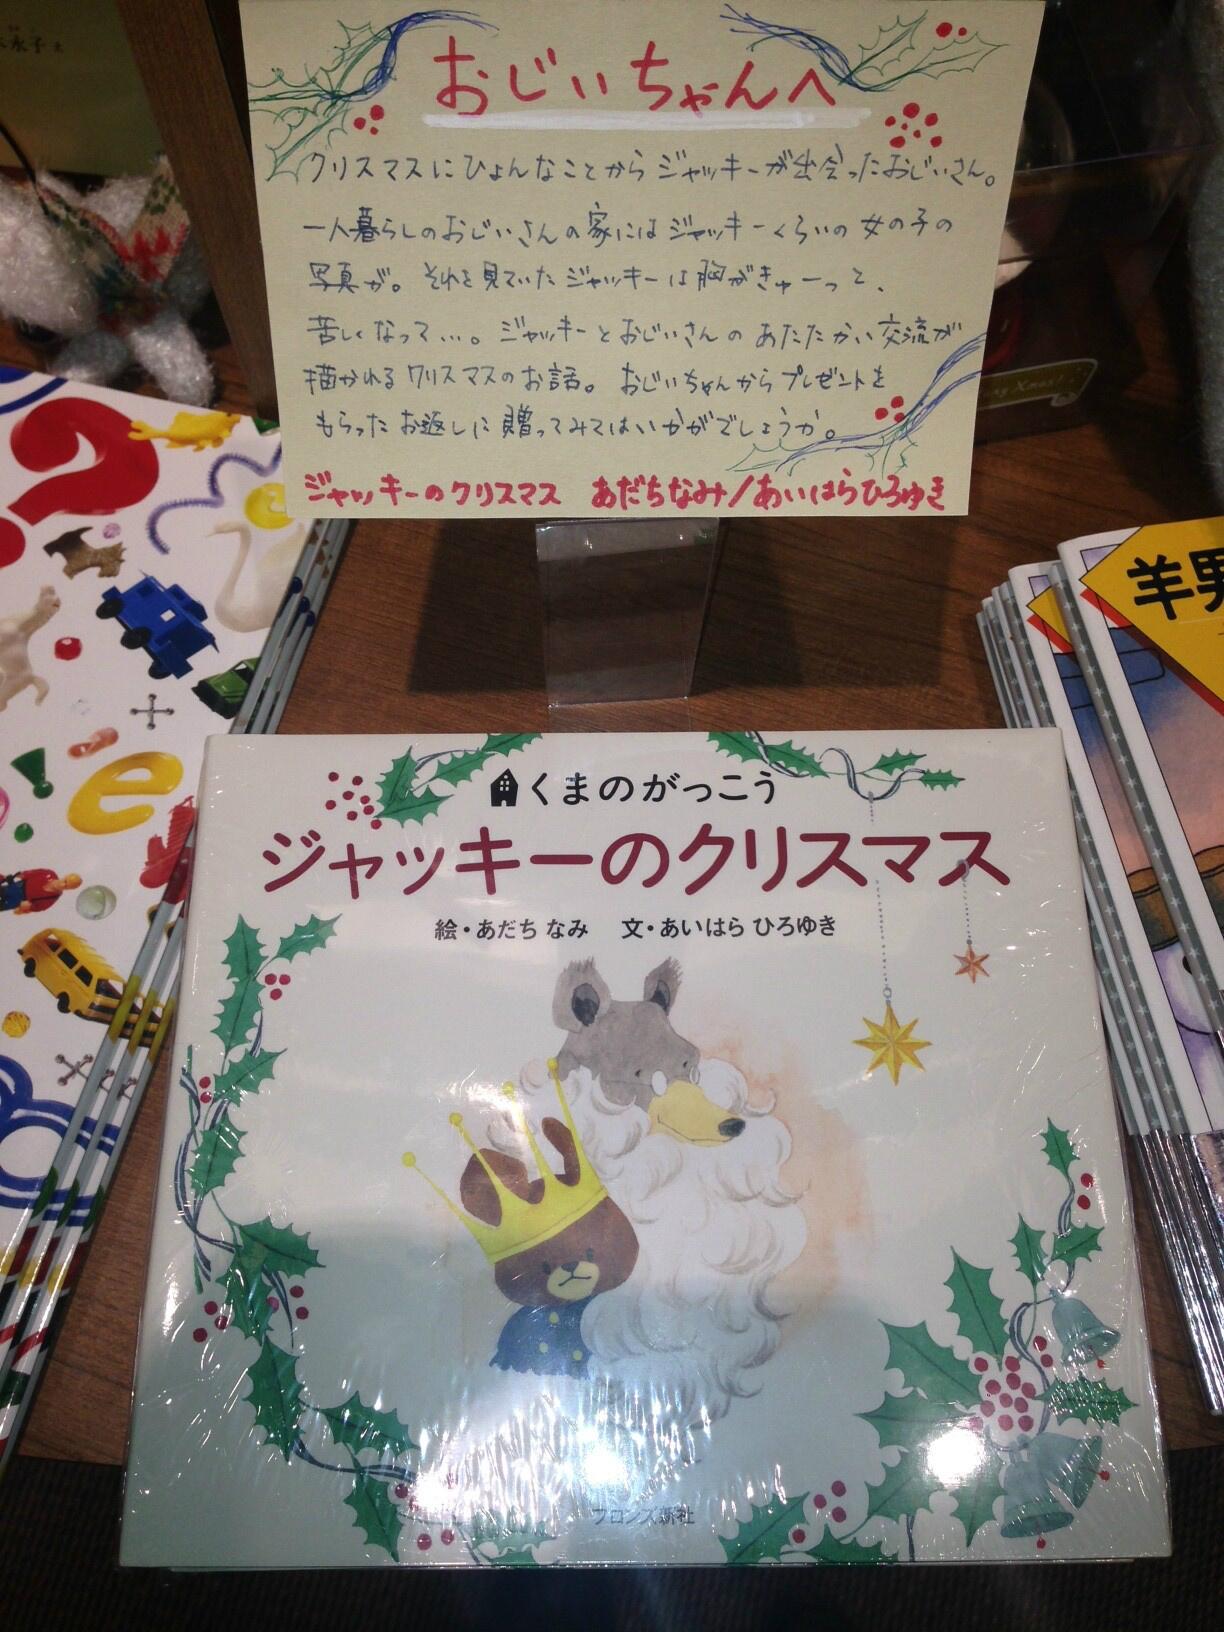 おじいちゃんへ
クリスマスにひょんなことからジャッキーが出会ったおじいさん。
一人暮らしのおじいさんの家にはジャッキーくらいの女の子の
写真が。それを見ていたジャッキーは胸がきゅーっと、
苦しくなって…。ジャッキーとおじいさんのあたたかい交流が
描かれるクリスマスのお話。おじいちゃんからプレゼントを
もらったお返しに贈ってみてはいかがでしょうか。
ジャッキーのクリスマス あだちなみ/あいはらひろゆき
くまのがっこう
ジャッキーのクリスマス
絵・あだち なみ 文・あいはら ひろゆき
ブロンズ新社
羊男